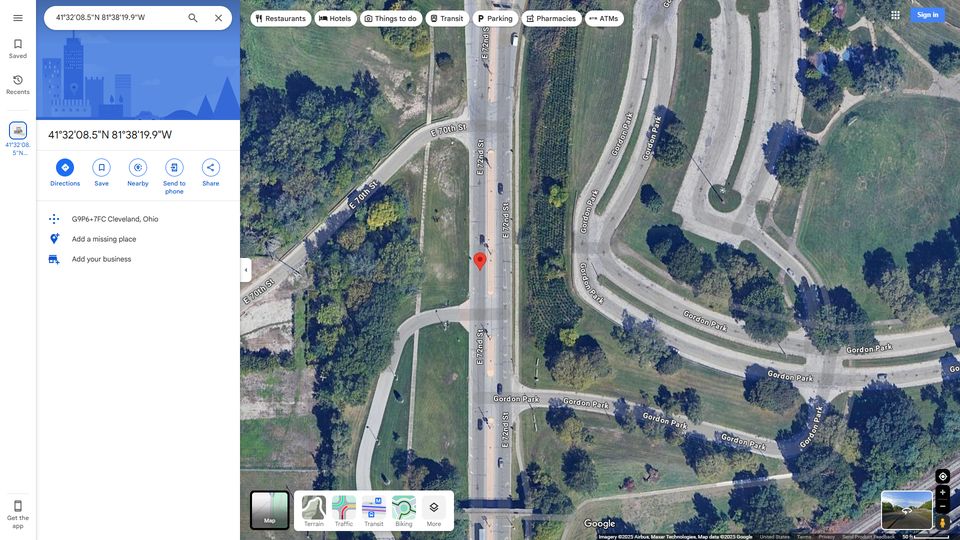 41°32'08.5"N 81°38'19.9"W
Restaurants
Hotels
Things to do
Transit
Parking
Pharmacies
ATMs
Sign in
Saved
Recents
41°32'08.
5"N...
41°32'08.5"N 81°38'19.9"W
Directions
Save
Nearby
Send to
phone
Share
G9P6+7FC Cleveland, Ohio
Add a missing place
Add your business
Get the
app
E 72nd St
E 70th St
E 72nd St
Gordon Park
Gordon Park
E 70th St
E 72nd St
Gordon Park
E 70th St
Gordon Park
Gordon Park
E 72nd St
Gordon Park
Gordon Park
Gordon Park
Gordon Park
Gordon Park
Gordon Park
Gordon Park
E 72nd St
Map
Terrain
Traffic
Transit
Biking
More
Google
Imagery ©2025 Airbus, Maxar Technologies, Map data ©2025 Google
United States
Terms
Privacy
Send Product Feedback
50 ft